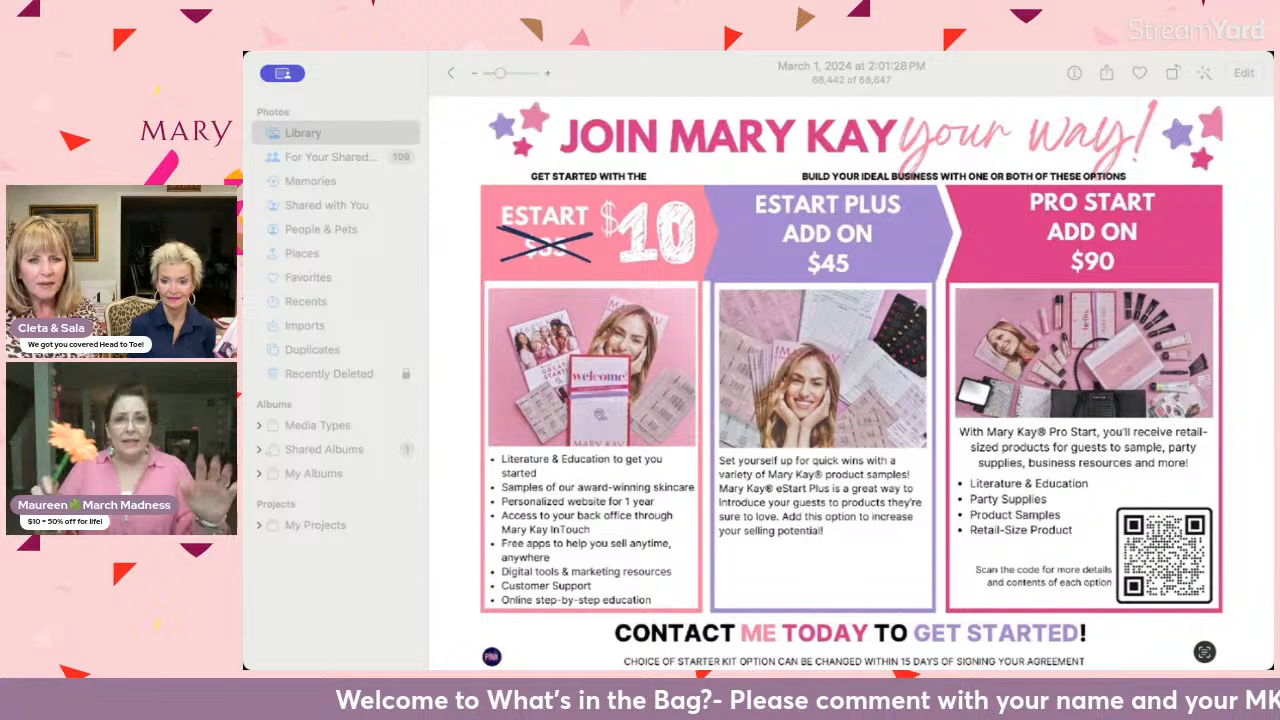 StreamYard
MARY
Cleta & Sala
We got you covered Head to Toe!
Maureen🌿March Madness
$10 = 50% off for life!
Photos
Library
For Your Shared... 109
Memories
Shared with You
People & Pets
Places
Favorites
Recents
Imports
Duplicates
Recently Deleted
Albums
Media Types
Shared Albums
My Albums
Projects
My Projects
March 1, 2024 at 2:01:28 PM
68,442 of 68,647
Edit
JOIN MARY KAY your way!
GET STARTED WITH THE
BUILD YOUR IDEAL BUSINESS WITH ONE OR BOTH OF THESE OPTIONS
ESTART
$10
welcome!
MARY KAY
• Literature & Education to get you
started
• Samples of our award-winning skincare
• Personalized website for 1 year
• Access to your back office through
Mary Kay InTouch
• Free apps to help you sell anytime,
anywhere
• Digital tools & marketing resources
• Customer Support
• Online step-by-step education
ESTART PLUS
ADD ON
$45
Set yourself up for quick wins with a
variety of Mary Kay® product samples!
Mary Kay® eStart Plus is a great way to
introduce your guests to products they're
sure to love. Add this option to increase
your selling potential!
PRO START
ADD ON
$90
With Mary Kay® Pro Start, you'll receive retail-
sized products for guests to sample, party
supplies, business resources and more!
• Literature & Education
• Party Supplies
• Product Samples
• Retail-Size Product
Scan the code for more details
and contents of each option
CONTACT ME TODAY TO GET STARTED!
PINK
CHOICE OF STARTER KIT OPTION CAN BE CHANGED WITHIN 15 DAYS OF SIGNING YOUR AGREEMENT
Welcome to What's in the Bag?- Please comment with your name and your MK